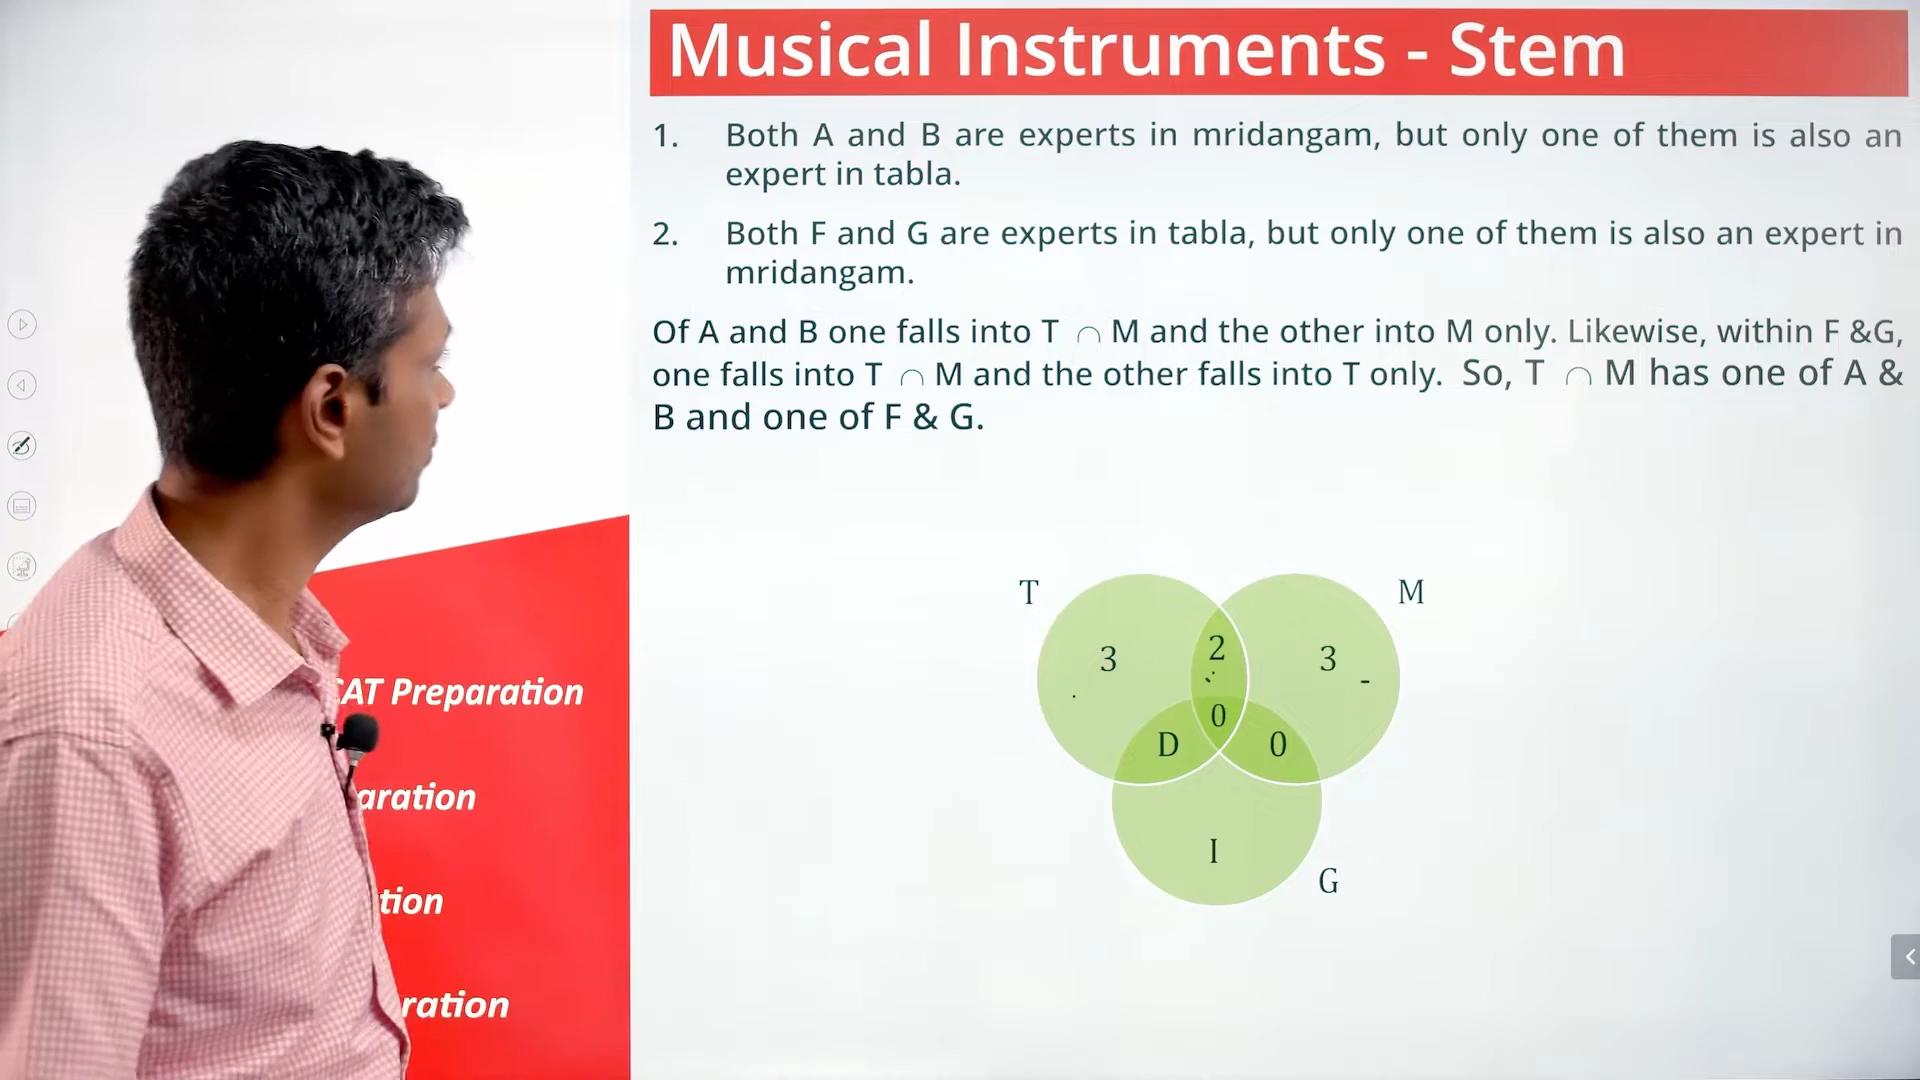 Musical Instruments - Stem
1. Both A and B are experts in mridangam, but only one of them is also an
expert in tabla.
2. Both F and G are experts in tabla, but only one of them is also an expert in
mridangam.
Of A and B one falls into T ∩ M and the other into M only. Likewise, within F &G,
one falls into T ∩ M and the other falls into T only. So, T ∩ M has one of A &
B and one of F & G.
T
M
3
2
3
0
D
0
I
G
CAT Preparation
aration
tion
ration